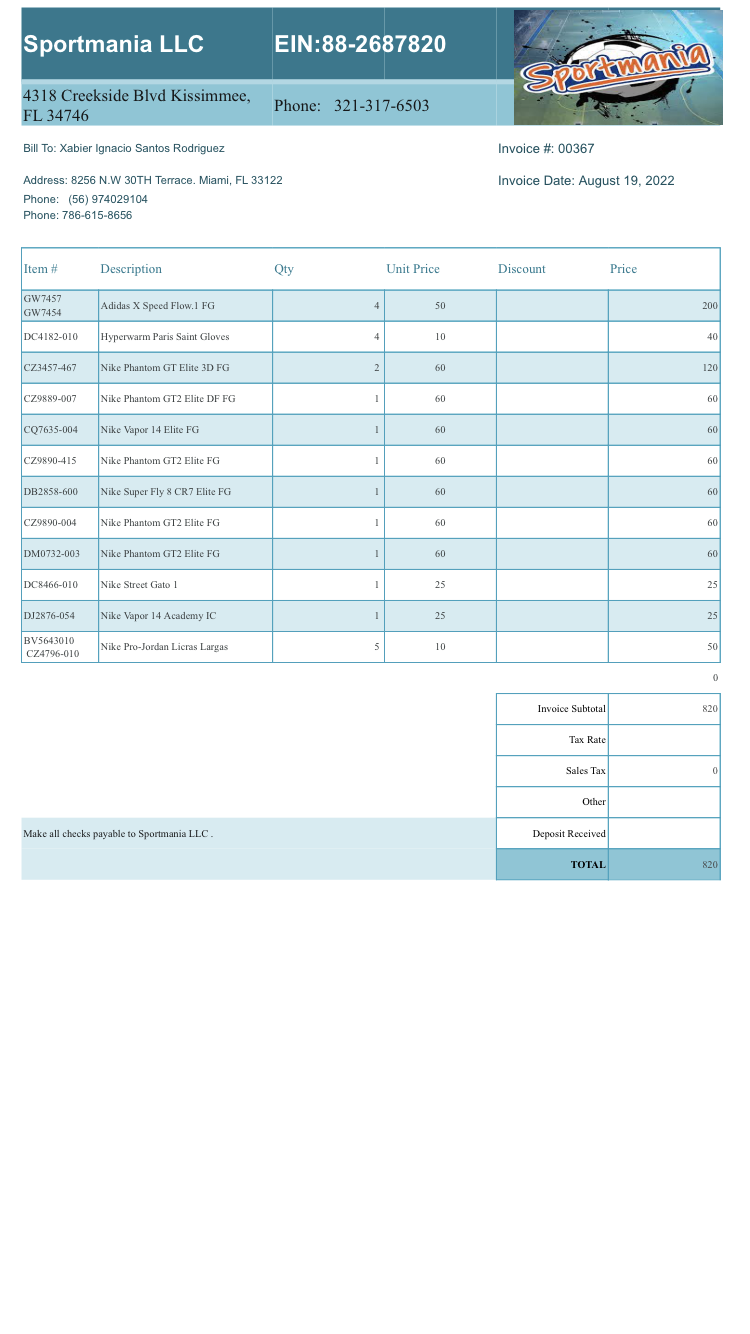 Sportmania LLC EIN:88-2687820
Sportmania
4318 Creekside Blvd Kissimmee,
FL 34746
Phone: 321-317-6503
Bill To: Xabier Ignacio Santos Rodriguez
Invoice #: 00367
Address: 8256 N.W 30TH Terrace. Miami, FL 33122
Invoice Date: August 19, 2022
Phone: (56) 974029104
Phone: 786-615-8656
Item # Description Qty Unit Price Discount Price
GW7457
GW7454
Adidas X Speed Flow.1 FG 4 50 200
DC4182-010 Hyperwarm Paris Saint Gloves 4 10 40
CZ3457-467 Nike Phantom GT Elite 3D FG 2 60 120
CZ9889-007 Nike Phantom GT2 Elite DF FG 1 60 60
CQ7635-004 Nike Vapor 14 Elite FG 1 60 60
CZ9890-415 Nike Phantom GT2 Elite FG 1 60 60
DB2858-600 Nike Super Fly 8 CR7 Elite FG 1 60 60
CZ9890-004 Nike Phantom GT2 Elite FG 1 60 60
DM0732-003 Nike Phantom GT2 Elite FG 1 60 60
DC8466-010 Nike Street Gato 1 1 25 25
DJ2876-054 Nike Vapor 14 Academy IC 1 25 25
BV5643010
CZ4796-010
Nike Pro-Jordan Licras Largas 5 10 50
0
Invoice Subtotal 820
Tax Rate
Sales Tax 0
Other
Make all checks payable to Sportmania LLC . Deposit Received
TOTAL 820